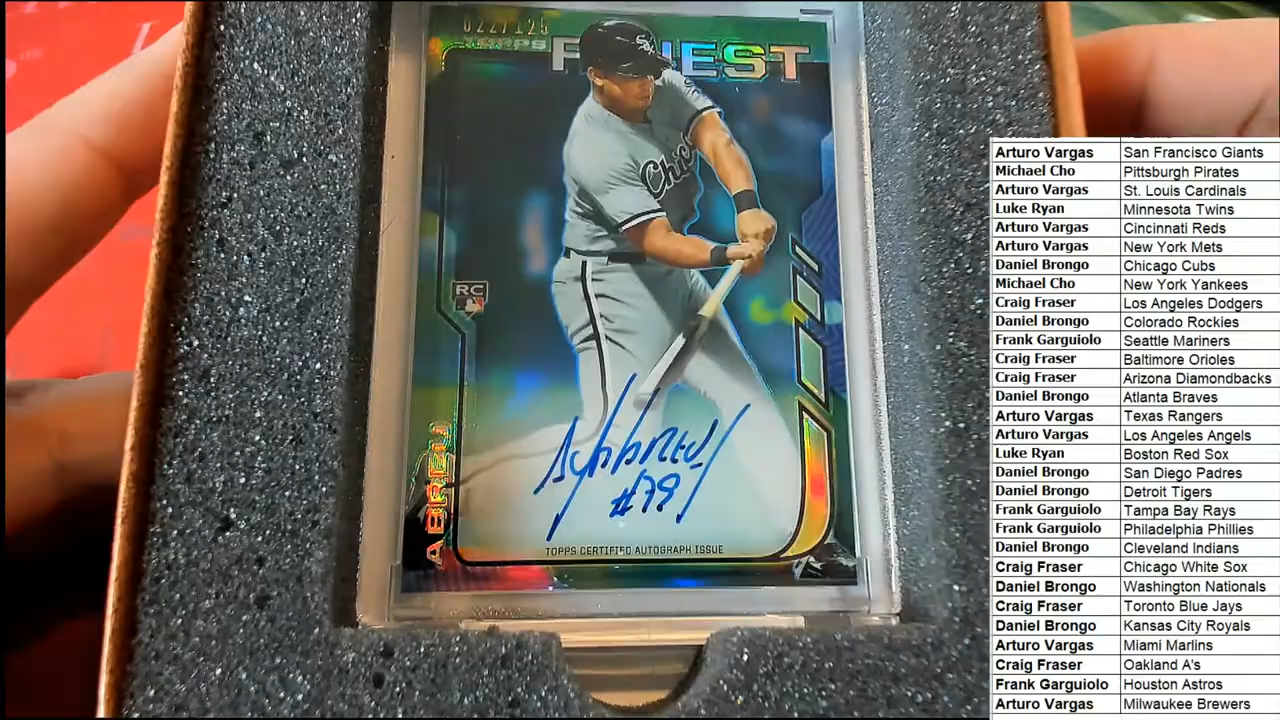 022/125
TOPPS
FINEST
Sox
Chic
RC
ABREU
#79
TOPPS CERTIFIED AUTOGRAPH ISSUE
Arturo Vargas San Francisco Giants
Michael Cho Pittsburgh Pirates
Arturo Vargas St. Louis Cardinals
Luke Ryan Minnesota Twins
Arturo Vargas Cincinnati Reds
Arturo Vargas New York Mets
Daniel Brongo Chicago Cubs
Michael Cho New York Yankees
Craig Fraser Los Angeles Dodgers
Daniel Brongo Colorado Rockies
Frank Garguiolo Seattle Mariners
Craig Fraser Baltimore Orioles
Craig Fraser Arizona Diamondbacks
Daniel Brongo Atlanta Braves
Arturo Vargas Texas Rangers
Arturo Vargas Los Angeles Angels
Luke Ryan Boston Red Sox
Daniel Brongo San Diego Padres
Daniel Brongo Detroit Tigers
Frank Garguiolo Tampa Bay Rays
Frank Garguiolo Philadelphia Phillies
Daniel Brongo Cleveland Indians
Craig Fraser Chicago White Sox
Daniel Brongo Washington Nationals
Craig Fraser Toronto Blue Jays
Daniel Brongo Kansas City Royals
Arturo Vargas Miami Marlins
Craig Fraser Oakland A's
Frank Garguiolo Houston Astros
Arturo Vargas Milwaukee Brewers